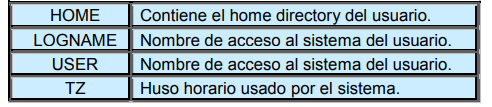 HOME Contiene el home directory del usuario.
LOGNAME Nombre de acceso al sistema del usuario.
USER Nombre de acceso al sistema del usuario.
TZ Huso horario usado por el sistema.